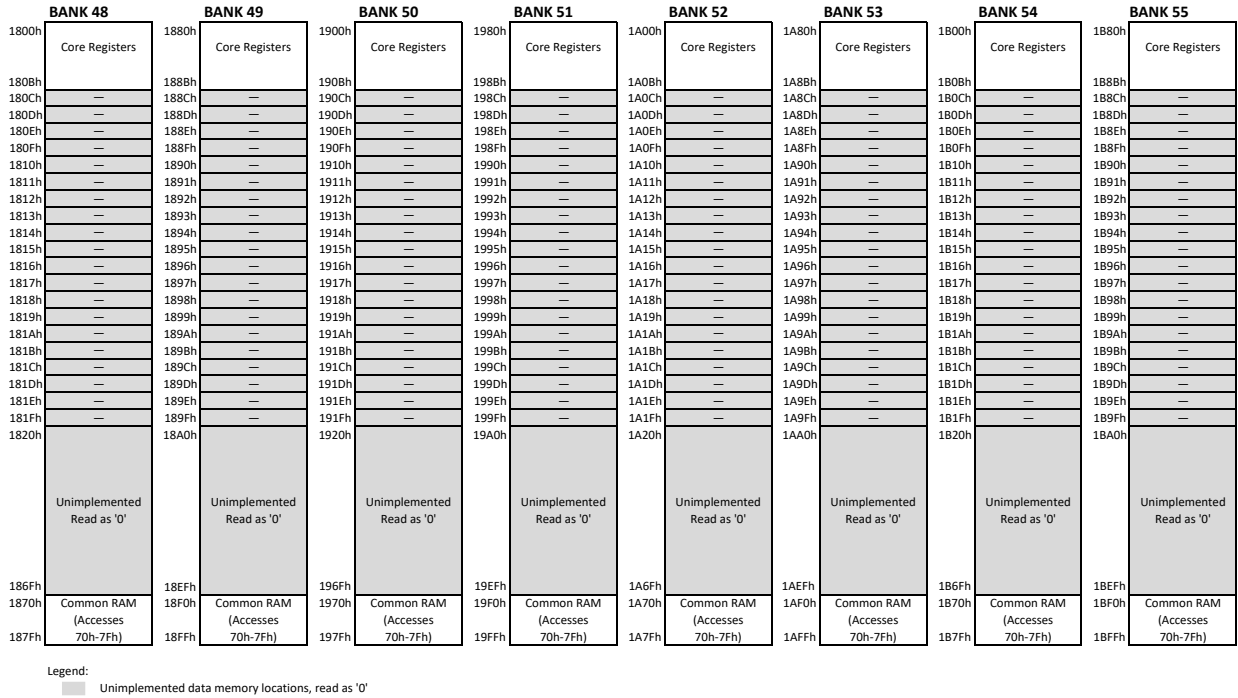 BANK 48 BANK 49 BANK 50 BANK 51 BANK 52 BANK 53 BANK 54 BANK 55
1800h Core Registers 1880h Core Registers 1900h Core Registers 1980h Core Registers 1A00h Core Registers 1A80h Core Registers 1B00h Core Registers 1B80h Core Registers
180Bh 188Bh 190Bh 198Bh 1A0Bh 1A8Bh 1B0Bh 1B8Bh
180Ch — 188Ch — 190Ch — 198Ch — 1A0Ch — 1A8Ch — 1B0Ch — 1B8Ch —
180Dh — 188Dh — 190Dh — 198Dh — 1A0Dh — 1A8Dh — 1B0Dh — 1B8Dh —
180Eh — 188Eh — 190Eh — 198Eh — 1A0Eh — 1A8Eh — 1B0Eh — 1B8Eh —
180Fh — 188Fh — 190Fh — 198Fh — 1A0Fh — 1A8Fh — 1B0Fh — 1B8Fh —
1810h — 1890h — 1910h — 1990h — 1A10h — 1A90h — 1B10h — 1B90h —
1811h — 1891h — 1911h — 1991h — 1A11h — 1A91h — 1B11h — 1B91h —
1812h — 1892h — 1912h — 1992h — 1A12h — 1A92h — 1B12h — 1B92h —
1813h — 1893h — 1913h — 1993h — 1A13h — 1A93h — 1B13h — 1B93h —
1814h — 1894h — 1914h — 1994h — 1A14h — 1A94h — 1B14h — 1B94h —
1815h — 1895h — 1915h — 1995h — 1A15h — 1A95h — 1B15h — 1B95h —
1816h — 1896h — 1916h — 1996h — 1A16h — 1A96h — 1B16h — 1B96h —
1817h — 1897h — 1917h — 1997h — 1A17h — 1A97h — 1B17h — 1B97h —
1818h — 1898h — 1918h — 1998h — 1A18h — 1A98h — 1B18h — 1B98h —
1819h — 1899h — 1919h — 1999h — 1A19h — 1A99h — 1B19h — 1B99h —
181Ah — 189Ah — 191Ah — 199Ah — 1A1Ah — 1A9Ah — 1B1Ah — 1B9Ah —
181Bh — 189Bh — 191Bh — 199Bh — 1A1Bh — 1A9Bh — 1B1Bh — 1B9Bh —
181Ch — 189Ch — 191Ch — 199Ch — 1A1Ch — 1A9Ch — 1B1Ch — 1B9Ch —
181Dh — 189Dh — 191Dh — 199Dh — 1A1Dh — 1A9Dh — 1B1Dh — 1B9Dh —
181Eh — 189Eh — 191Eh — 199Eh — 1A1Eh — 1A9Eh — 1B1Eh — 1B9Eh —
181Fh — 189Fh — 191Fh — 199Fh — 1A1Fh — 1A9Fh — 1B1Fh — 1B9Fh —
1820h 18A0h 1920h 19A0h 1A20h 1AA0h 1B20h 1BA0h
Unimplemented Unimplemented Unimplemented Unimplemented Unimplemented Unimplemented Unimplemented Unimplemented
Read as '0' Read as '0' Read as '0' Read as '0' Read as '0' Read as '0' Read as '0' Read as '0'
186Fh 18EFh 196Fh 19EFh 1A6Fh 1AEFh 1B6Fh 1BEFh
1870h Common RAM 18F0h Common RAM 1970h Common RAM 19F0h Common RAM 1A70h Common RAM 1AF0h Common RAM 1B70h Common RAM 1BF0h Common RAM
(Accesses (Accesses (Accesses (Accesses (Accesses (Accesses (Accesses (Accesses
187Fh 70h-7Fh) 18FFh 70h-7Fh) 197Fh 70h-7Fh) 19FFh 70h-7Fh) 1A7Fh 70h-7Fh) 1AFFh 70h-7Fh) 1B7Fh 70h-7Fh) 1BFFh 70h-7Fh)
Legend:
Unimplemented data memory locations, read as '0'